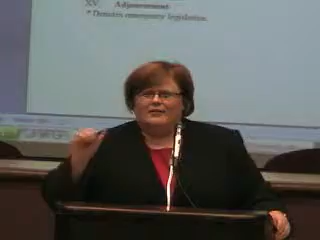 XV. Adjournment
* Denotes emergency legislation